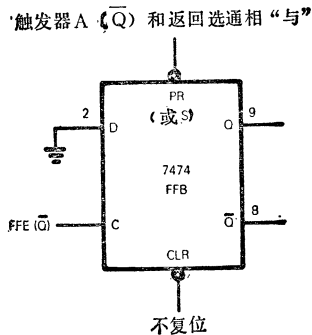 触发器A (Q̅) 和返回选通相“与”
PR
(或S)
2
D
Q
9
7474
FFB
FFE (Q̅)
C
Q̅
8
CLR
不复位